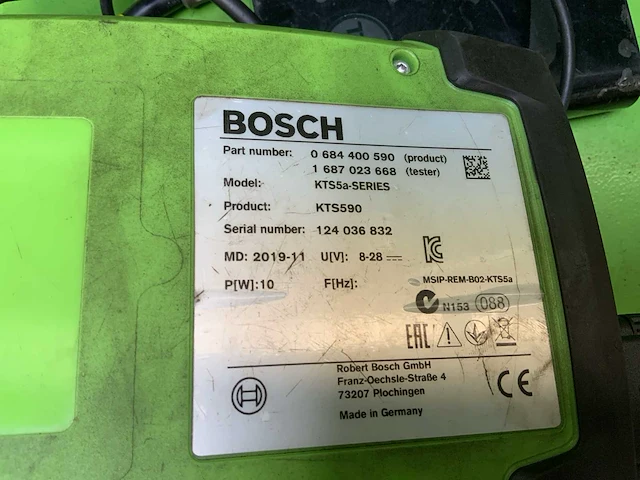 BOSCH
Part number: 0 684 400 590 (product)
1 687 023 668 (tester)
Model: KTS5a-SERIES
Product: KTS590
Serial number: 124 036 832
MD: 2019-11 U[V]: 8-28
P[W]:10 F[Hz]:
MSIP-REM-B02-KTS5a
N153 088
EAC
Robert Bosch GmbH
Franz-Oechsle-Straße 4
73207 Plochingen
Made in Germany
CE